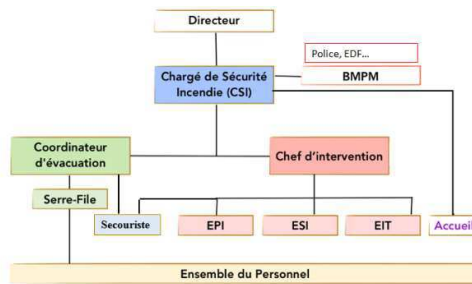 Directeur
Police, EDF...
BMPM
Chargé de Sécurité
Incendie (CSI)
Coordinateur
d'évacuation
Chef d'intervention
Serre-File
Secouriste
EPI
ESI
EIT
Accueil
Ensemble du Personnel